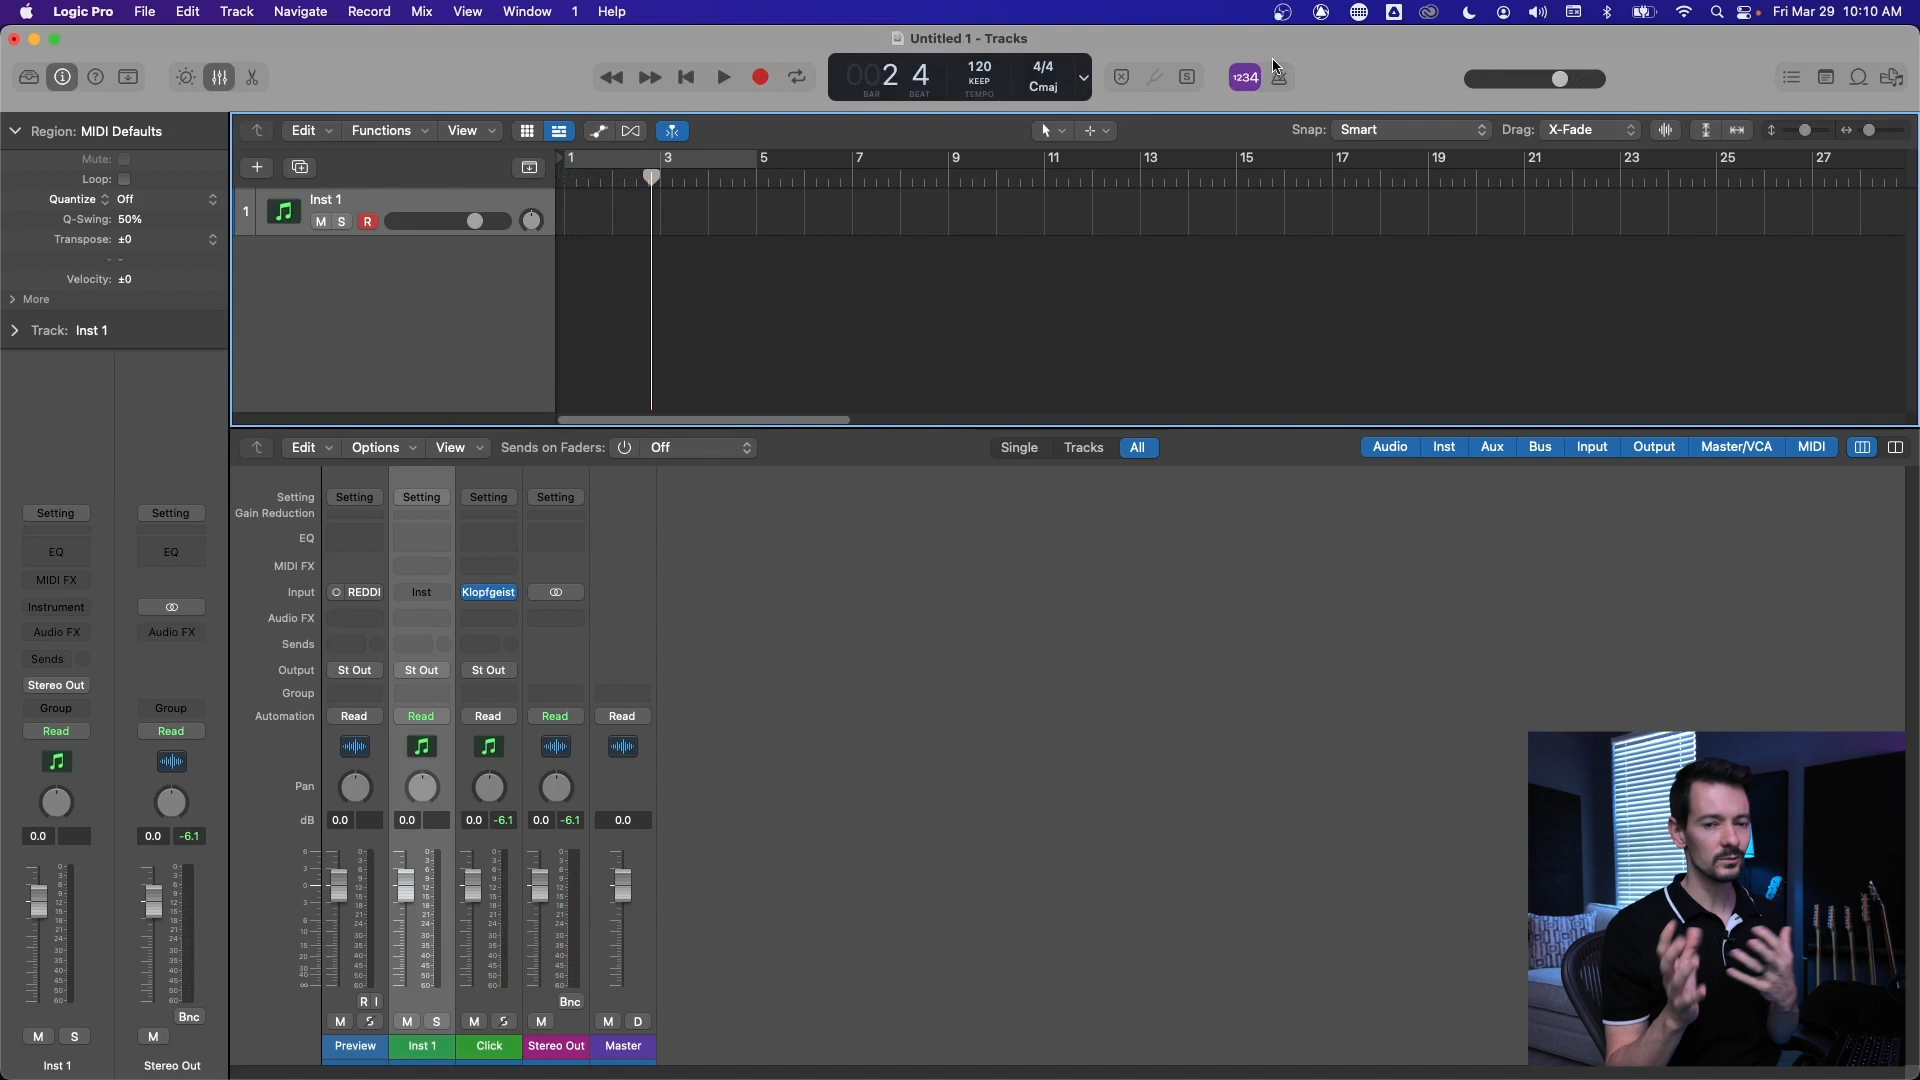 Logic Pro File Edit Track Navigate Record Mix View Window 1 Help Fri Mar 29 10:10 AM
Untitled 1 - Tracks
002 4 120 4/4
KEEP Cmaj
BAR BEAT TEMPO
S 1234
Region: MIDI Defaults
Mute:
Loop:
Quantize Off
Q-Swing: 50%
Transpose: ±0
- -
Velocity: ±0
More
Track: Inst 1
Edit Functions View Snap: Smart Drag: X-Fade
1 3 5 7 9 11 13 15 17 19 21 23 25 27
1 Inst 1
M S R
Edit Options View Sends on Faders: Off Single Tracks All Audio Inst Aux Bus Input Output Master/VCA MIDI
Setting Setting Setting Setting Setting
Gain Reduction
EQ
MIDI FX
Input REDDI Inst Klopfgeist
Audio FX
Sends
Output St Out St Out St Out
Group
Automation Read Read Read Read Read
Pan
dB 0.0 0.0 0.0 -6.1 0.0 -6.1 0.0
R I Bnc
M S M S M S M M D
Preview Inst 1 Click Stereo Out Master
Setting Setting
EQ EQ
MIDI FX
Instrument
Audio FX Audio FX
Sends
Stereo Out
Group Group
Read Read
0.0 0.0 -6.1
Bnc
M S M
Inst 1 Stereo Out